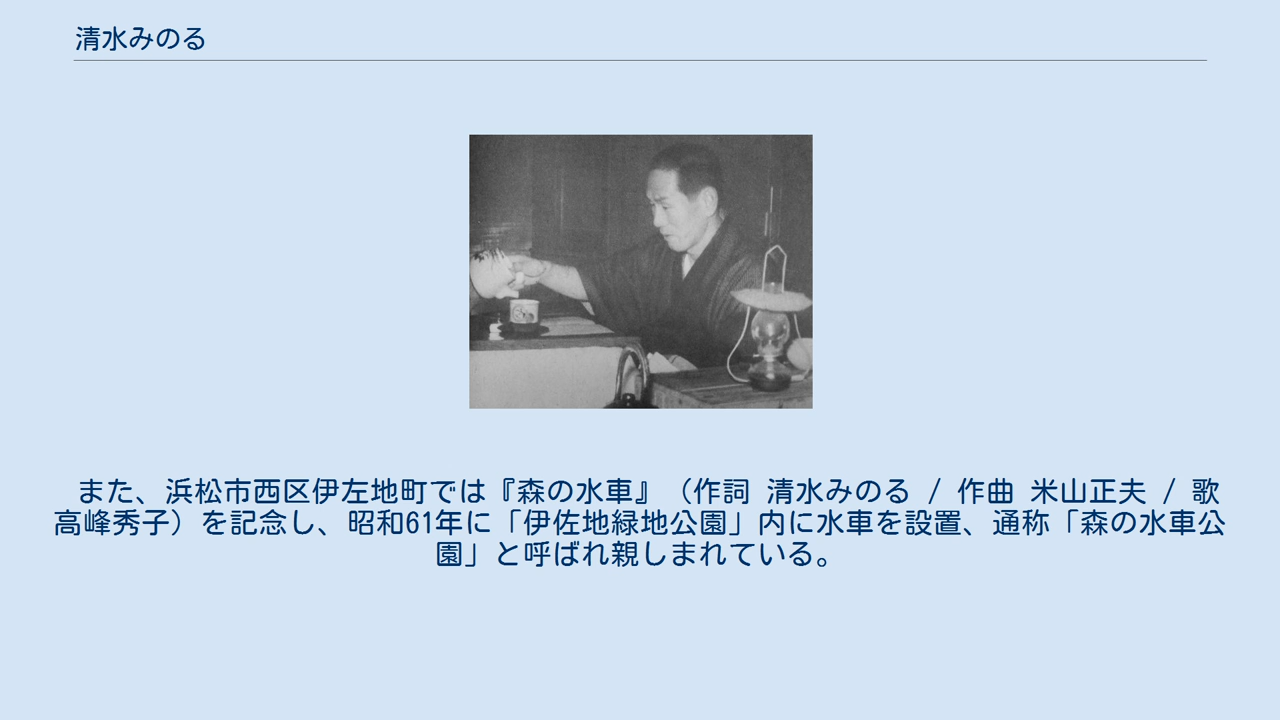 清水みのる
また、浜松市西区伊左地町では『森の水車』（作詞 清水みのる / 作曲 米山正夫 / 歌
高峰秀子）を記念し、昭和61年に「伊佐地緑地公園」内に水車を設置、通称「森の水車公
園」と呼ばれ親しまれている。